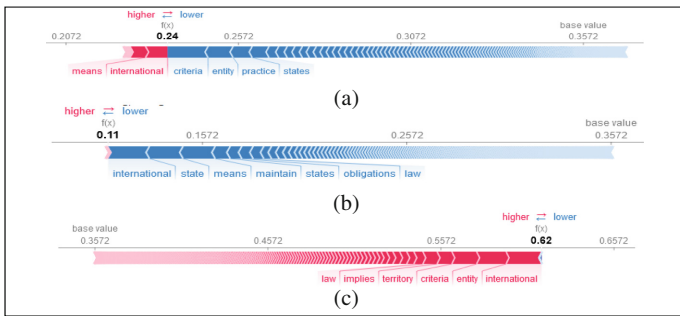 higher ⇄ lower
f(x) base value
0.2072 0.24 0.2572 0.3072 0.3572
means international criteria entity practice states
(a)
higher ⇄ lower
f(x)
0.11 0.1572 0.2572 0.3572
international state means maintain states obligations law
(b)
higher ⇄ lower
base value f(x)
0.3572 0.4572 0.5572 0.62 0.6572
law implies territory criteria entity international
(c)